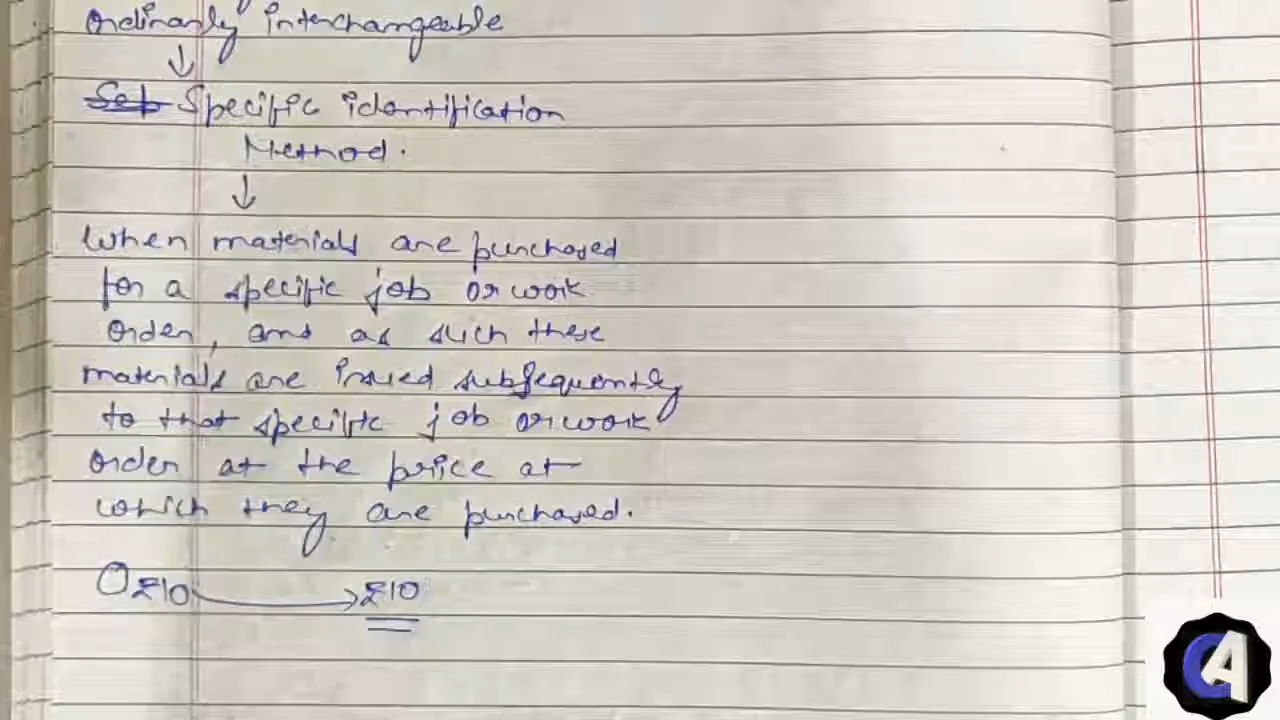 Ordinarily interchangeable
↓
Specific identification
Method.
↓
When materials are purchased
for a specific job or work
order, and as such these
materials are issued subsequently
to that specific job or work
order at the price at
which they are purchased.
£10 → £10
CA